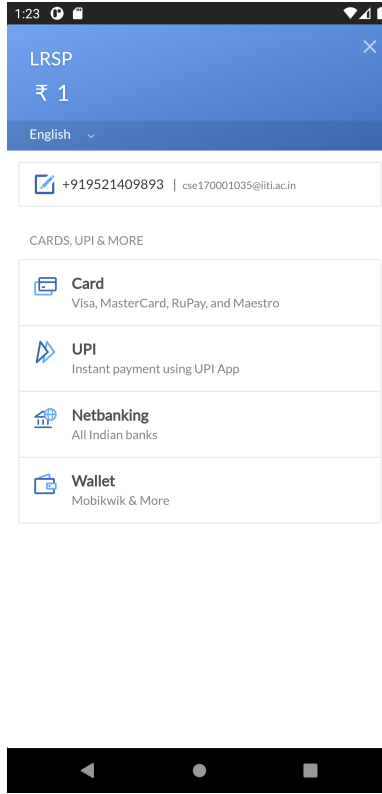 1:23
LRSP
₹ 1
English
+919521409893 | cse170001035@iiti.ac.in
CARDS, UPI & MORE
Card
Visa, MasterCard, RuPay, and Maestro
UPI
Instant payment using UPI App
Netbanking
All Indian banks
Wallet
Mobikwik & More